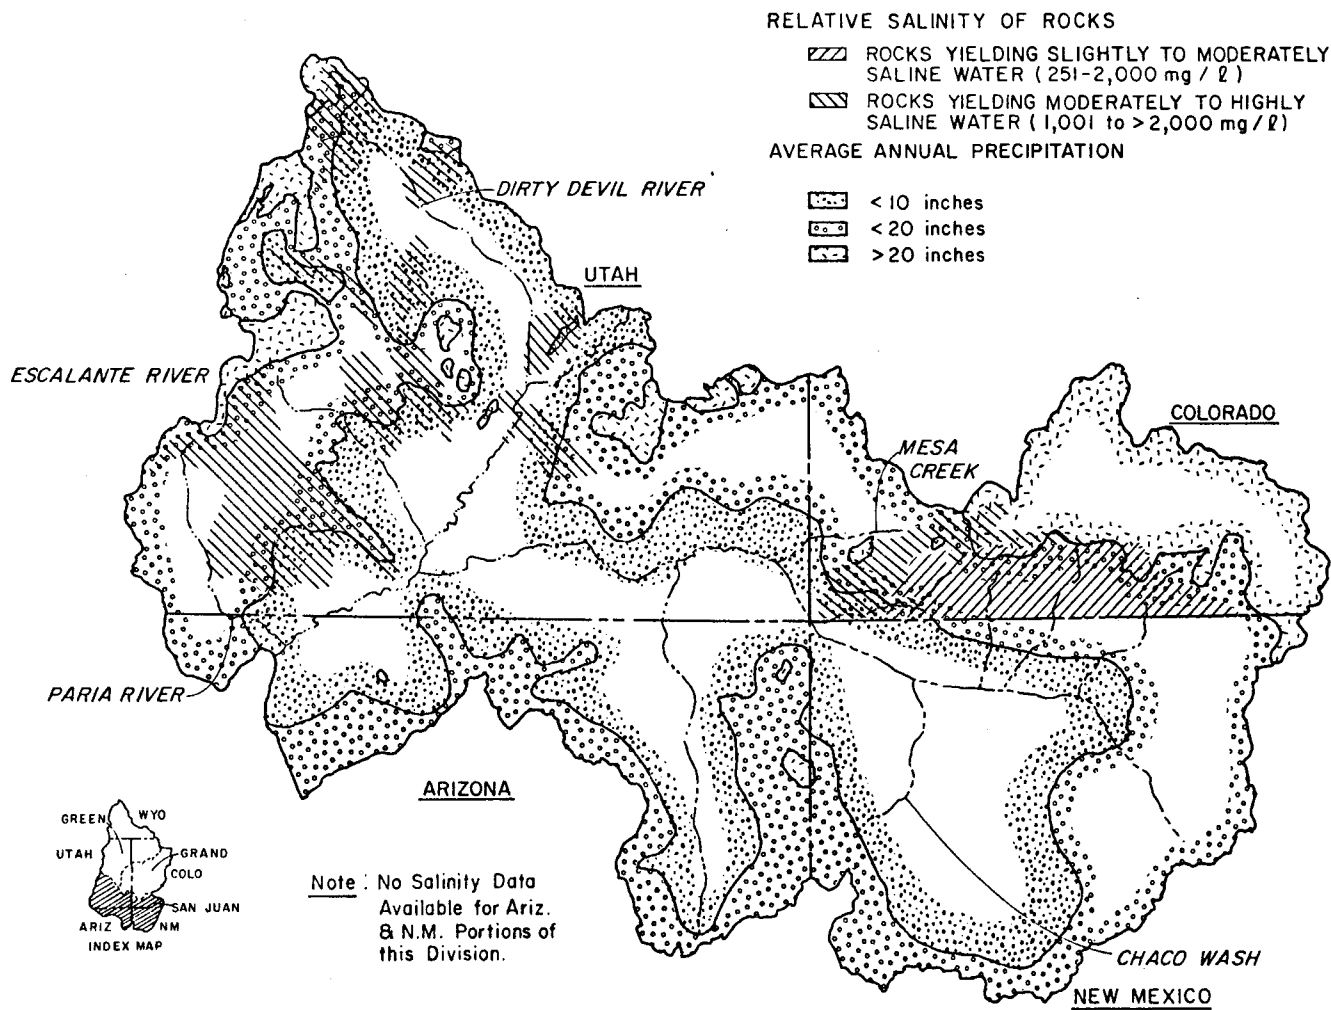 RELATIVE SALINITY OF ROCKS
ROCKS YIELDING SLIGHTLY TO MODERATELY
SALINE WATER (251-2,000 mg / ℓ)
ROCKS YIELDING MODERATELY TO HIGHLY
SALINE WATER (1,001 to >2,000 mg/ℓ)
AVERAGE ANNUAL PRECIPITATION
<10 inches
<20 inches
>20 inches
DIRTY DEVIL RIVER
UTAH
ESCALANTE RIVER
COLORADO
MESA
CREEK
PARIA RIVER
ARIZONA
GREEN
WYO
UTAH
GRAND
COLO
SAN JUAN
ARIZ
NM
INDEX MAP
Note : No Salinity Data
Available for Ariz.
& N.M. Portions of
this Division.
CHACO WASH
NEW MEXICO